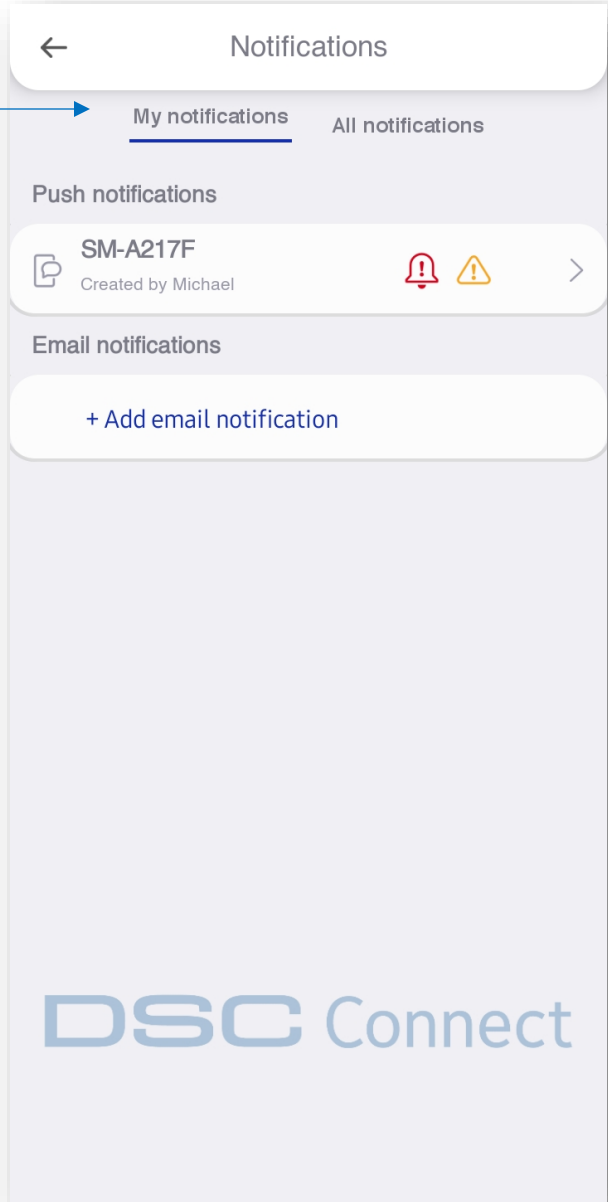 Notifications
My notifications
All notifications
Push notifications
SM-A217F
Created by Michael
Email notifications
+ Add email notification
DSC Connect